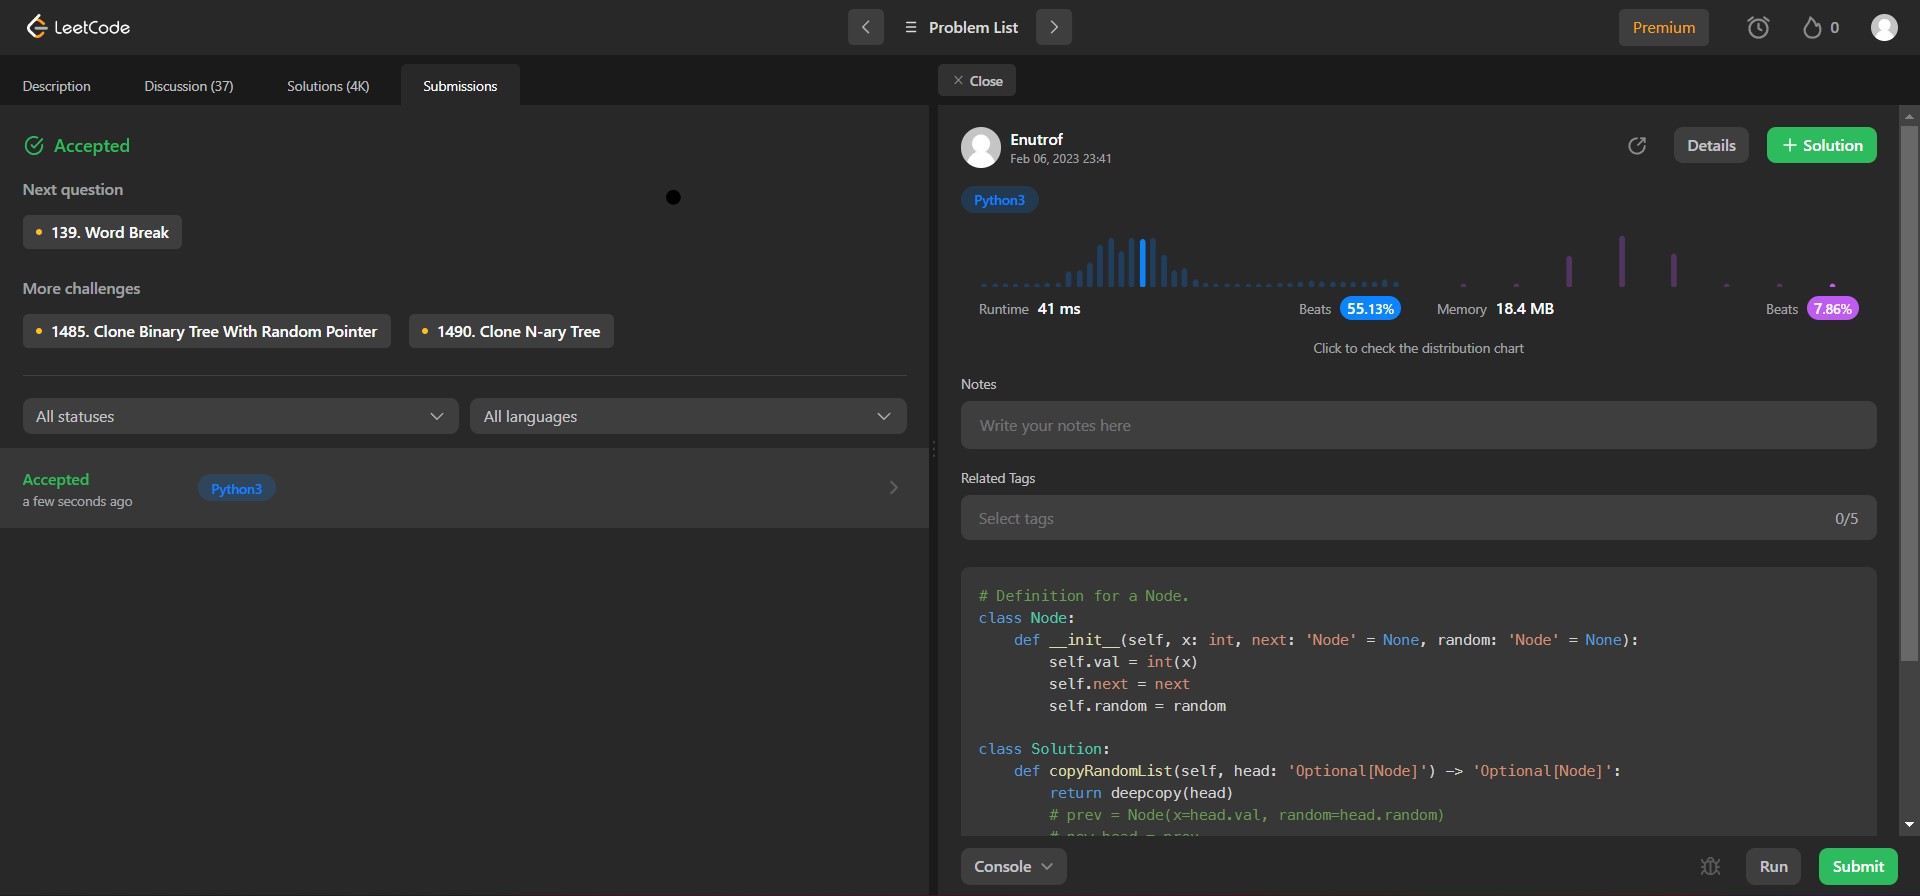 LeetCode
Problem List
Premium
0
Description
Discussion (37)
Solutions (4K)
Submissions
Close
Accepted
Next question
139. Word Break
More challenges
1485. Clone Binary Tree With Random Pointer
1490. Clone N-ary Tree
All statuses
All languages
Accepted
a few seconds ago
Python3
Enutrof
Feb 06, 2023 23:41
Details
+ Solution
Python3
Runtime 41 ms
Beats 55.13%
Memory 18.4 MB
Beats 7.86%
Click to check the distribution chart
Notes
Write your notes here
Related Tags
Select tags
0/5
# Definition for a Node.
class Node:
    def __init__(self, x: int, next: 'Node' = None, random: 'Node' = None):
        self.val = int(x)
        self.next = next
        self.random = random
class Solution:
    def copyRandomList(self, head: 'Optional[Node]') -> 'Optional[Node]':
        return deepcopy(head)
        # prev = Node(x=head.val, random=head.random)
        # new_head = prev
Console
Run
Submit